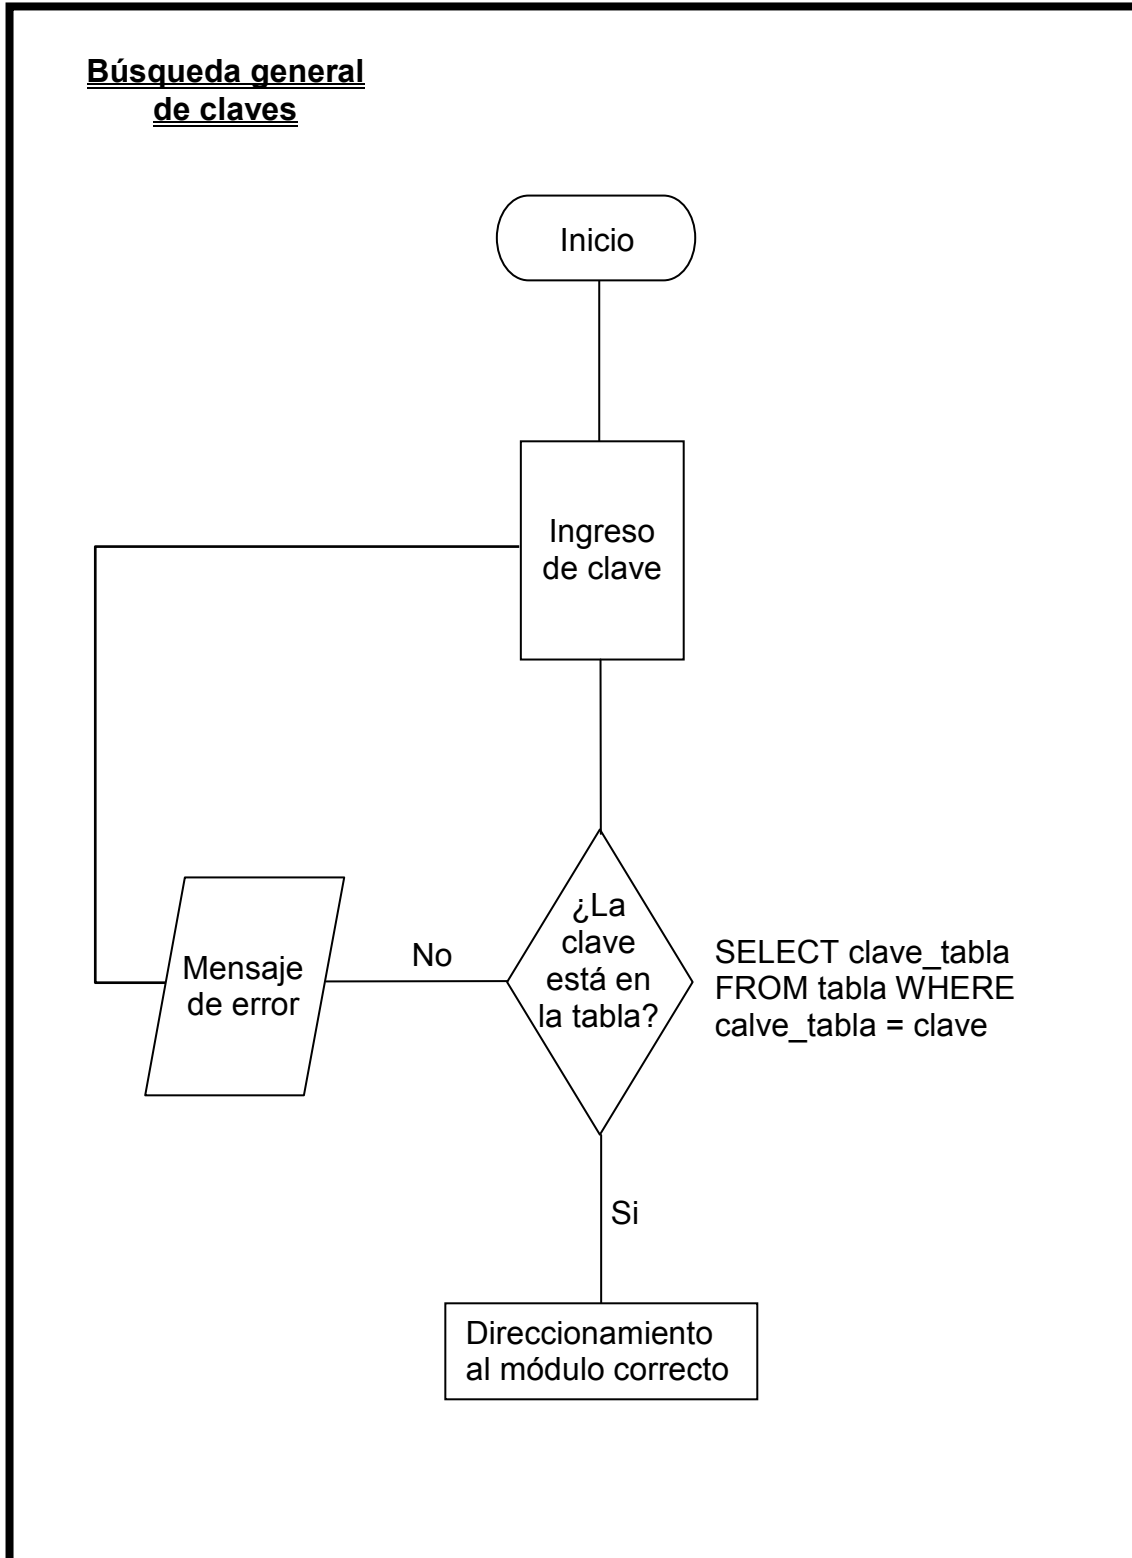 Búsqueda general
de claves
Inicio
Ingreso
de clave
¿La
clave
está en
la tabla?
No
Mensaje
de error
SELECT clave_tabla
FROM tabla WHERE
calve_tabla = clave
Si
Direccionamiento
al módulo correcto